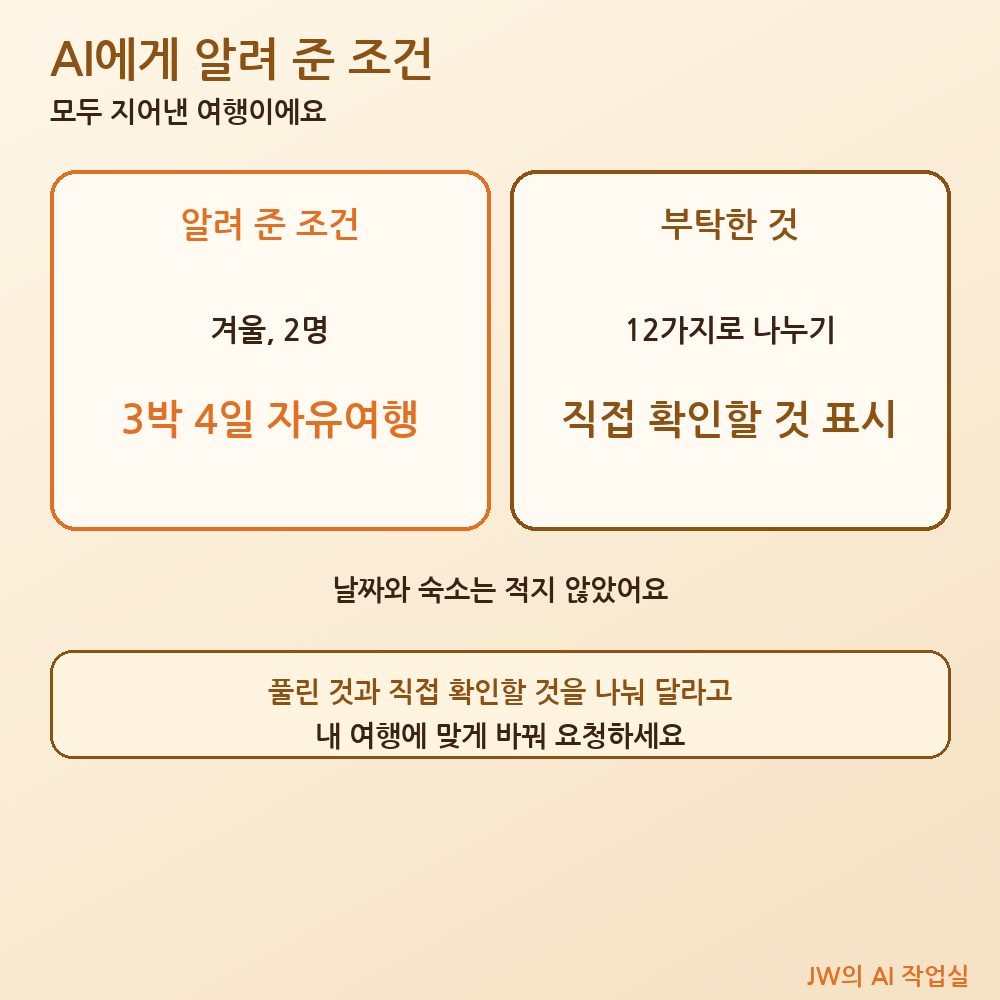 AI에게 알려 준 조건
모두 지어낸 여행이에요
알려 준 조건
겨울, 2명
3박 4일 자유여행
부탁한 것
12가지로 나누기
직접 확인할 것 표시
날짜와 숙소는 적지 않았어요
풀린 것과 직접 확인할 것을 나눠 달라고
내 여행에 맞게 바꿔 요청하세요
JW의 AI 작업실